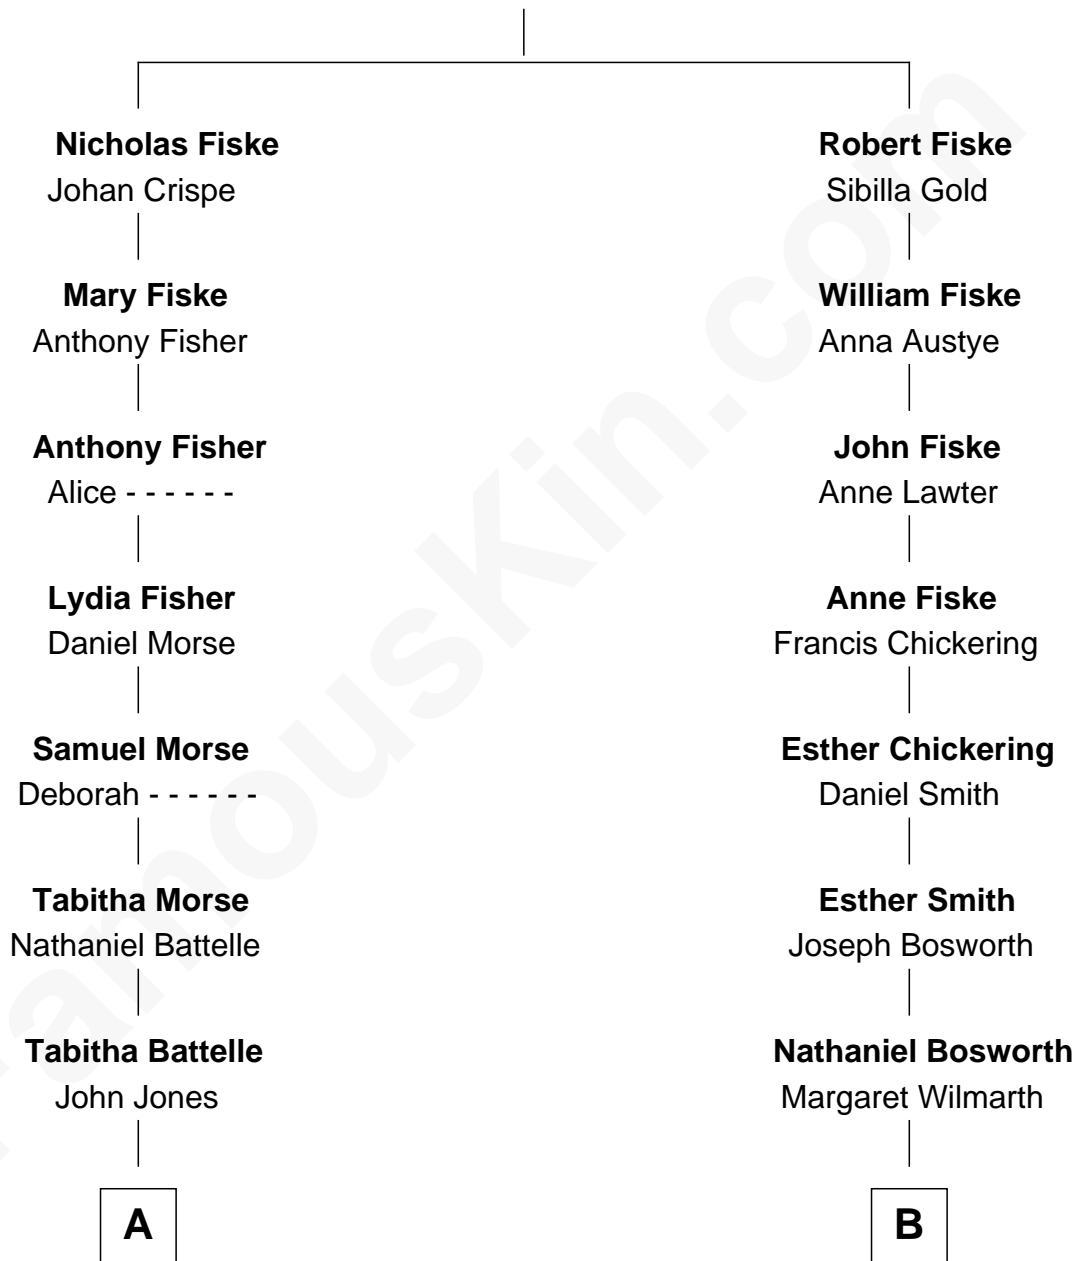 Nicholas Fiske
Johan Crispe
Mary Fiske
Anthony Fisher
Anthony Fisher
Alice - - - - - -
Lydia Fisher
Daniel Morse
Samuel Morse
Deborah - - - - - -
Tabitha Morse
Nathaniel Battelle
Tabitha Battelle
John Jones
A
Robert Fiske
Sibilla Gold
William Fiske
Anna Austye
John Fiske
Anne Lawter
Anne Fiske
Francis Chickering
Esther Chickering
Daniel Smith
Esther Smith
Joseph Bosworth
Nathaniel Bosworth
Margaret Wilmarth
B
FamousKin.com